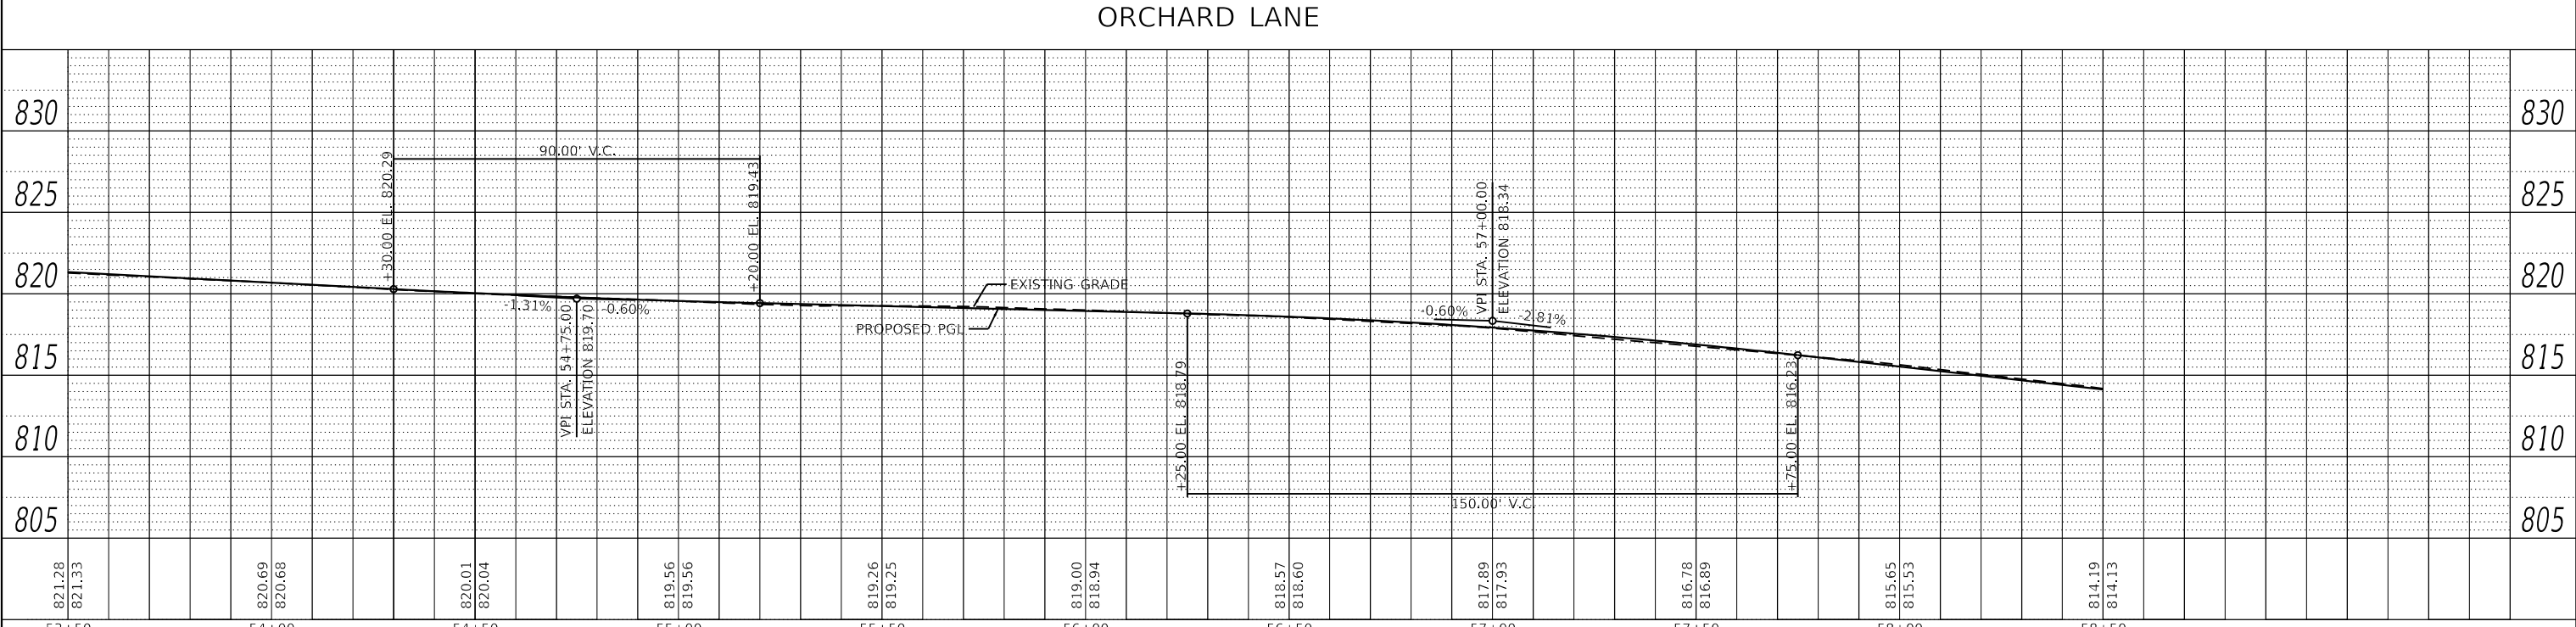 ORCHARD LANE
830
830
825
825
820
820
815
815
810
810
805
805
+30.00 EL. 820.29
90.00' V.C.
+20.00 EL. 819.43
-1.31%
-0.60%
VPI STA. 54+75.00
ELEVATION 819.70
EXISTING GRADE
PROPOSED PGL
+25.00 EL. 818.79
-0.60%
VPI STA. 57+00.00
ELEVATION 818.34
-2.81%
+75.00 EL. 816.23
150.00' V.C.
821.28
821.33
820.69
820.68
820.01
820.04
819.56
819.56
819.26
819.25
819.00
818.94
818.57
818.60
817.89
817.93
816.78
816.89
815.65
815.53
814.19
814.13